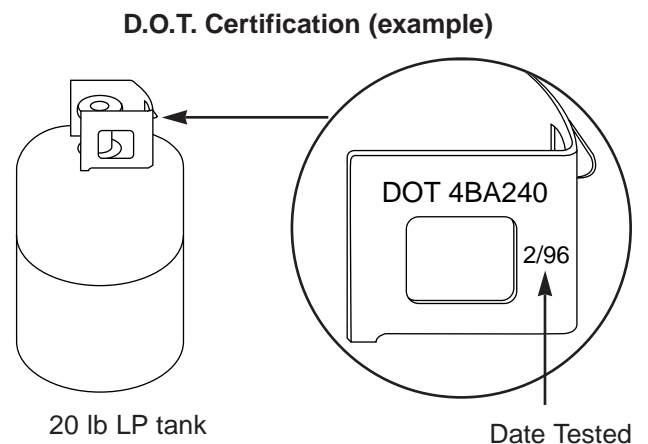 D.O.T. Certification (example)
DOT 4BA240
2/96
20 lb LP tank
Date Tested